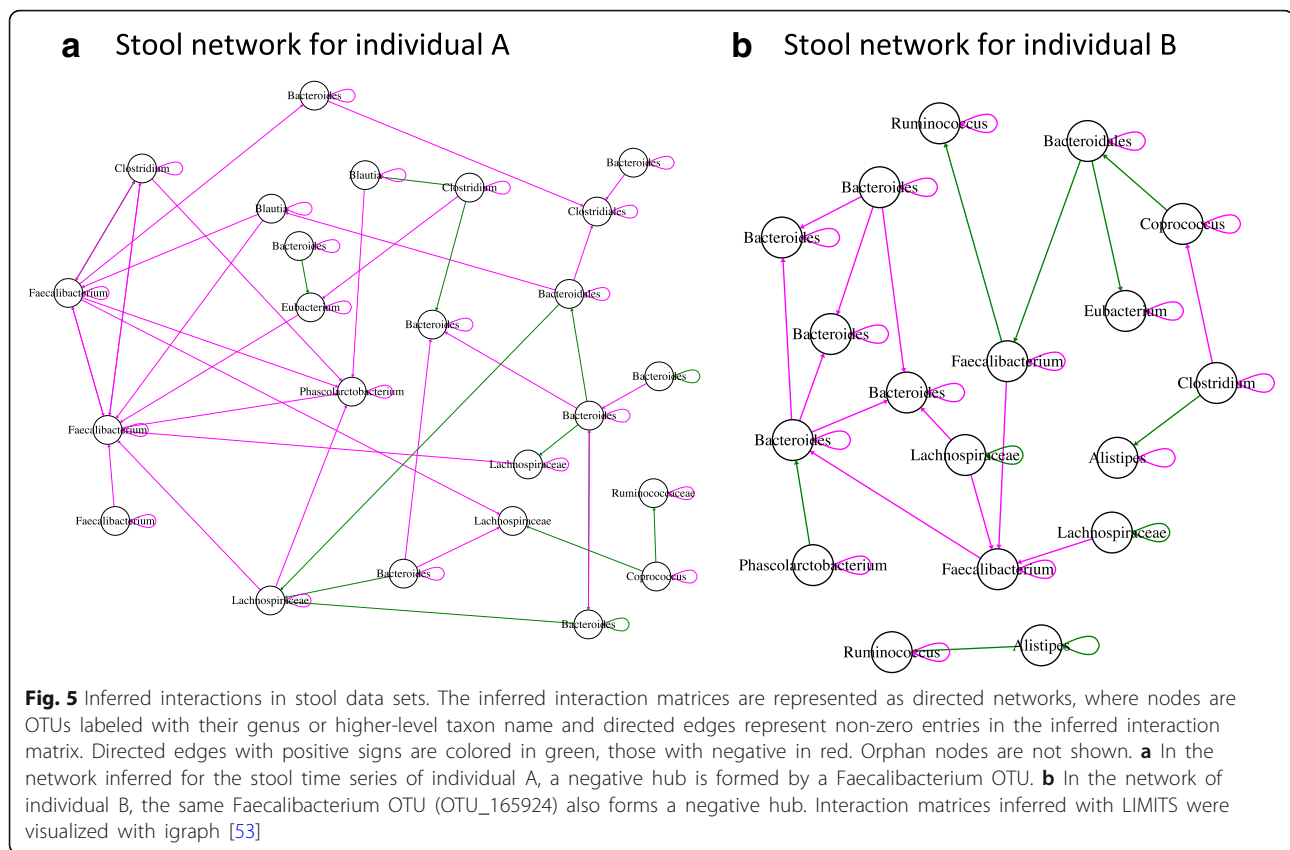 a Stool network for individual A
b Stool network for individual B
Bacteroides
Clostridium
Blautia
Clostridium
Bacteroides
Blautia
Clostridiales
Bacteroides
Faecalibacterium
Eubacterium
Bacteroidales
Bacteroides
Bacteroides
Phascolarctobacterium
Bacteroides
Faecalibacterium
Lachnospiraceae
Ruminococcaceae
Faecalibacterium
Lachnospiraceae
Bacteroides
Coprococcus
Lachnospiraceae
Bacteroides
Ruminococcus
Bacteroidales
Bacteroides
Bacteroides
Coprococcus
Bacteroides
Eubacterium
Faecalibacterium
Bacteroides
Clostridium
Bacteroides
Lachnospiraceae
Alistipes
Lachnospiraceae
Phascolarctobacterium
Faecalibacterium
Ruminococcus
Alistipes
Fig. 5 Inferred interactions in stool data sets. The inferred interaction matrices are represented as directed networks, where nodes are
OTUs labeled with their genus or higher-level taxon name and directed edges represent non-zero entries in the inferred interaction
matrix. Directed edges with positive signs are colored in green, those with negative in red. Orphan nodes are not shown. a In the
network inferred for the stool time series of individual A, a negative hub is formed by a Faecalibacterium OTU. b In the network of
individual B, the same Faecalibacterium OTU (OTU_165924) also forms a negative hub. Interaction matrices inferred with LIMITS were
visualized with igraph [53]